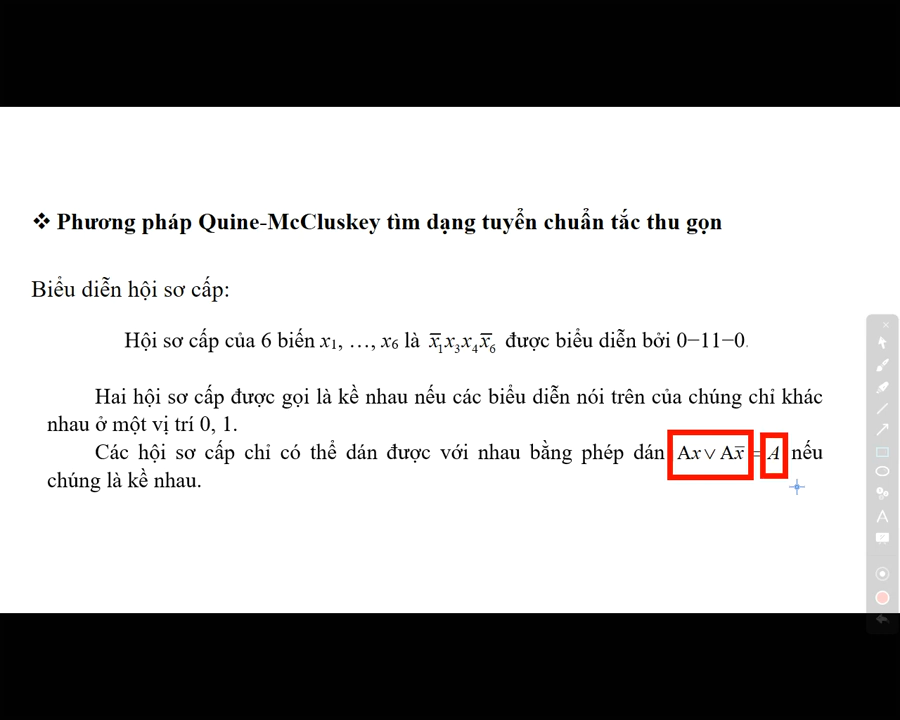 ❖ Phương pháp Quine-McCluskey tìm dạng tuyển chuẩn tắc thu gọn
Biểu diễn hội sơ cấp:
Hội sơ cấp của 6 biến x₁, …, x₆ là x̅₁x₃x₄x̅₆ được biểu diễn bởi 0−11−0.
Hai hội sơ cấp được gọi là kề nhau nếu các biểu diễn nói trên của chúng chỉ khác
nhau ở một vị trí 0, 1.
Các hội sơ cấp chỉ có thể dán được với nhau bằng phép dán Ax ∨ Ax̅ = A nếu
chúng là kề nhau.
A